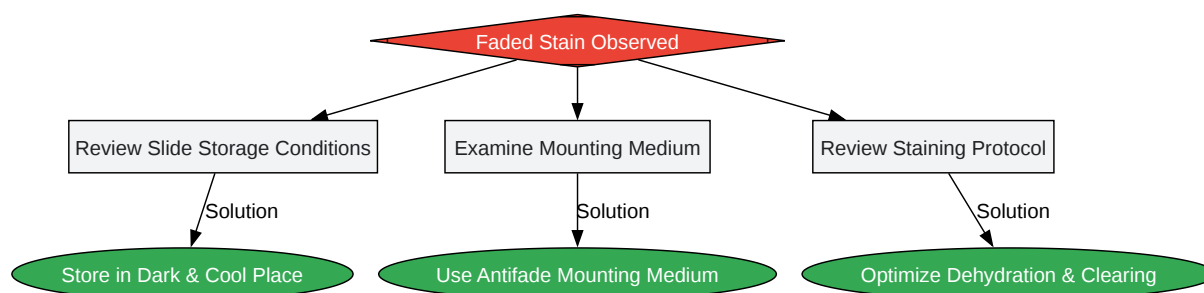 Faded Stain Observed
Review Slide Storage Conditions
Examine Mounting Medium
Review Staining Protocol
Solution
Solution
Solution
Store in Dark & Cool Place
Use Antifade Mounting Medium
Optimize Dehydration & Clearing